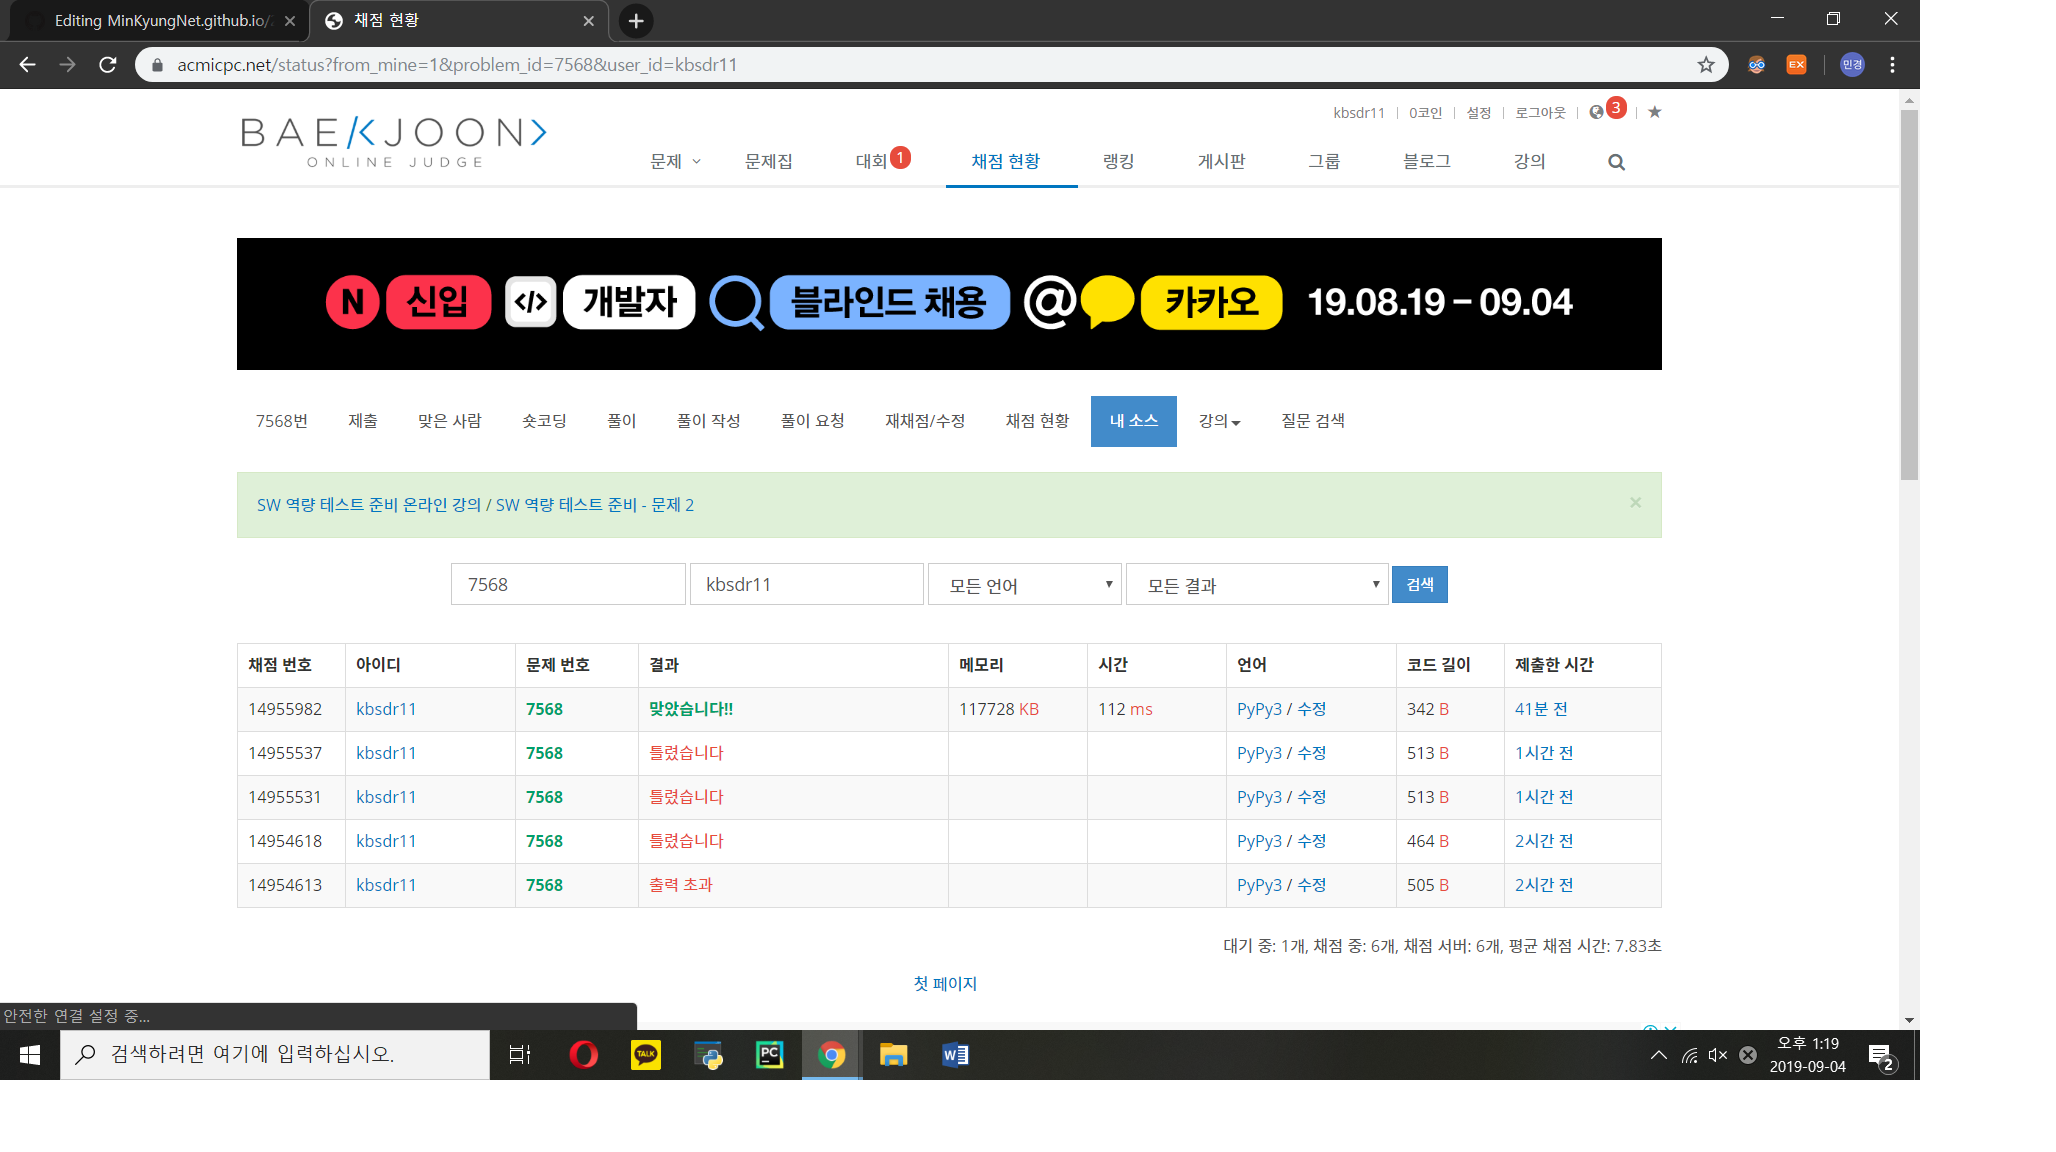 Editing MinKyungNet.github.io/
채점 현황
acmicpc.net/status?from_mine=1&problem_id=7568&user_id=kbsdr11
EX
민경
kbsdr11 0코인 설정 로그아웃 3
BAEKJOON>
ONLINE JUDGE
문제 문제집 대회 1 채점 현황 랭킹 게시판 그룹 블로그 강의
N 신입 </> 개발자 블라인드 채용 @ 카카오 19.08.19 – 09.04
7568번 제출 맞은 사람 숏코딩 풀이 풀이 작성 풀이 요청 재채점/수정 채점 현황 내 소스 강의 질문 검색
SW 역량 테스트 준비 온라인 강의 / SW 역량 테스트 준비 - 문제 2 ×
7568 kbsdr11 모든 언어 모든 결과 검색
채점 번호 아이디 문제 번호 결과 메모리 시간 언어 코드 길이 제출한 시간
14955982 kbsdr11 7568 맞았습니다!! 117728 KB 112 ms PyPy3 / 수정 342 B 41분 전
14955537 kbsdr11 7568 틀렸습니다 PyPy3 / 수정 513 B 1시간 전
14955531 kbsdr11 7568 틀렸습니다 PyPy3 / 수정 513 B 1시간 전
14954618 kbsdr11 7568 틀렸습니다 PyPy3 / 수정 464 B 2시간 전
14954613 kbsdr11 7568 출력 초과 PyPy3 / 수정 505 B 2시간 전
대기 중: 1개, 채점 중: 6개, 채점 서버: 6개, 평균 채점 시간: 7.83초
첫 페이지
안전한 연결 설정 중...
검색하려면 여기에 입력하십시오.
TALK
PC
W
오후 1:19
2019-09-04
2